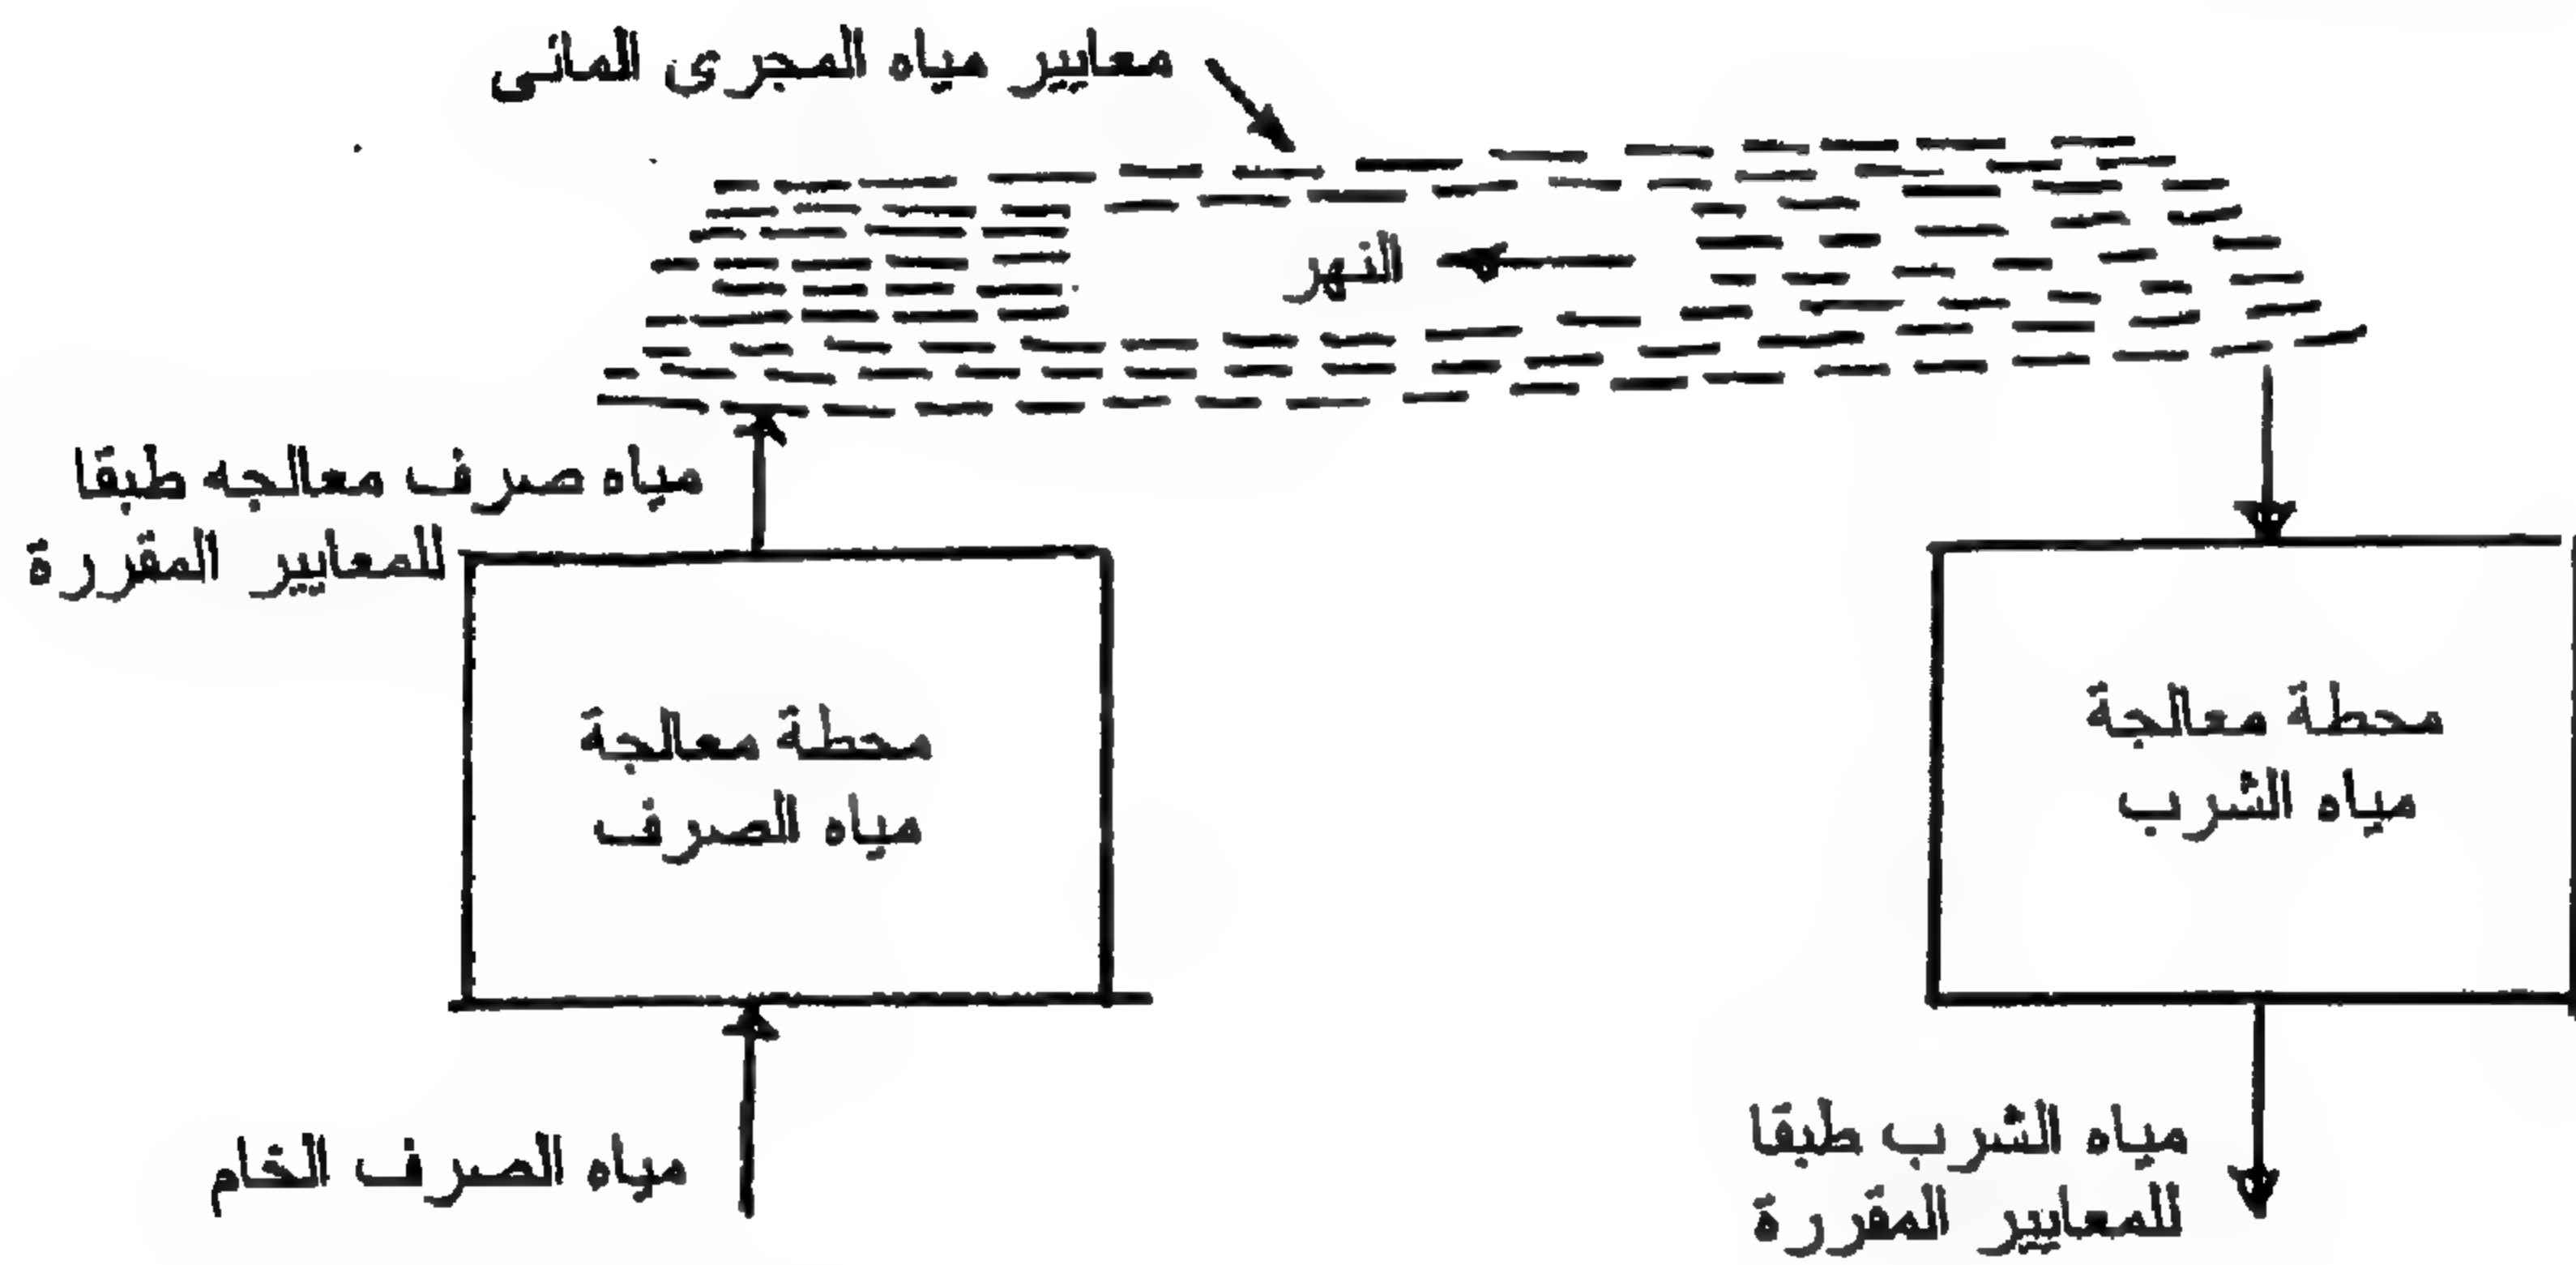 معايير مياه المجرى المائى
النهر
مياه صرف معالجه طبقا
للمعايير المقررة
محطة معالجة
مياه الصرف
محطة معالجة
مياه الشرب
مياه الصرف الخام
مياه الشرب طبقا
للمعايير المقررة